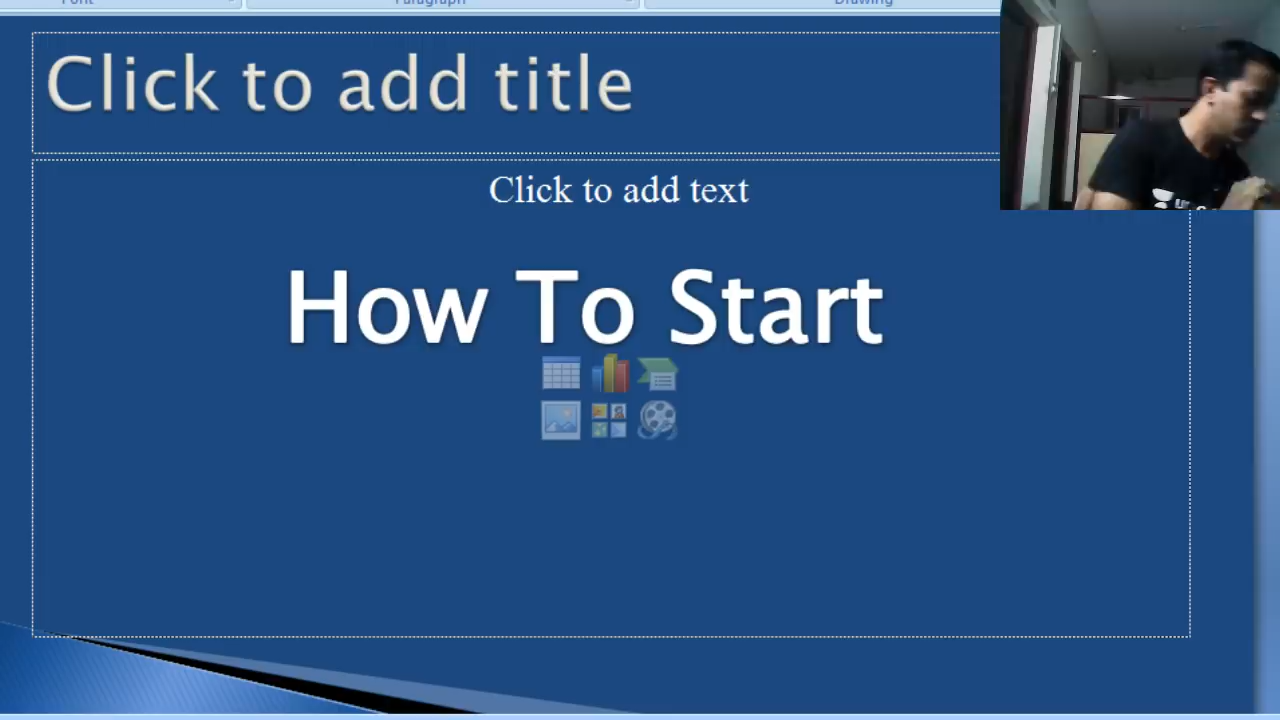 Font
Paragraph
Drawing
Click to add title
Click to add text
How To Start